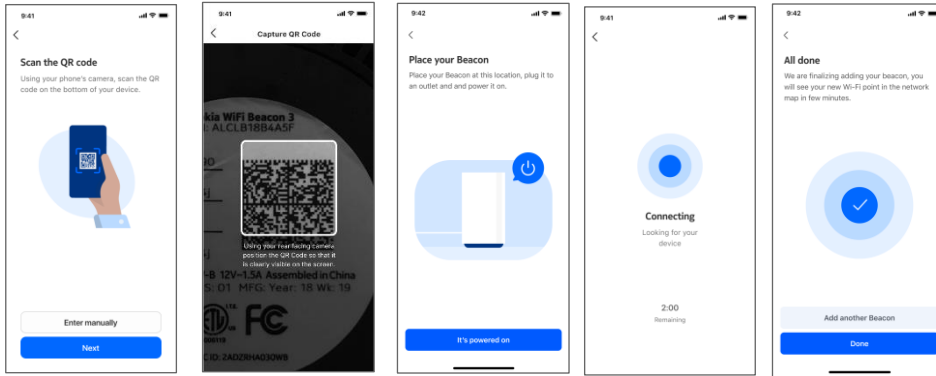 9:41
Scan the QR code
Using your phone's camera, scan the QR
code on the bottom of your device.
Enter manually
Next
9:41
Capture QR Code
kia WiFi Beacon 3
: ALCLB18B4A5F
Using your rear facing camera
position the QR Code so that it
is clearly visible on the screen.
-B 12V⎓1.5A Assembled in China
S: 01 MFG: Year: 18 Wk: 19
FC
C ID: 2ADZRHA030WB
9:42
Place your Beacon
Place your Beacon at this location, plug it to
an outlet and and power it on.
It's powered on
9:41
Connecting
Looking for your
device
2:00
Remaining
9:42
All done
We are finalizing adding your beacon, you
will see your new Wi-Fi point in the network
map in few minutes.
Add another Beacon
Done